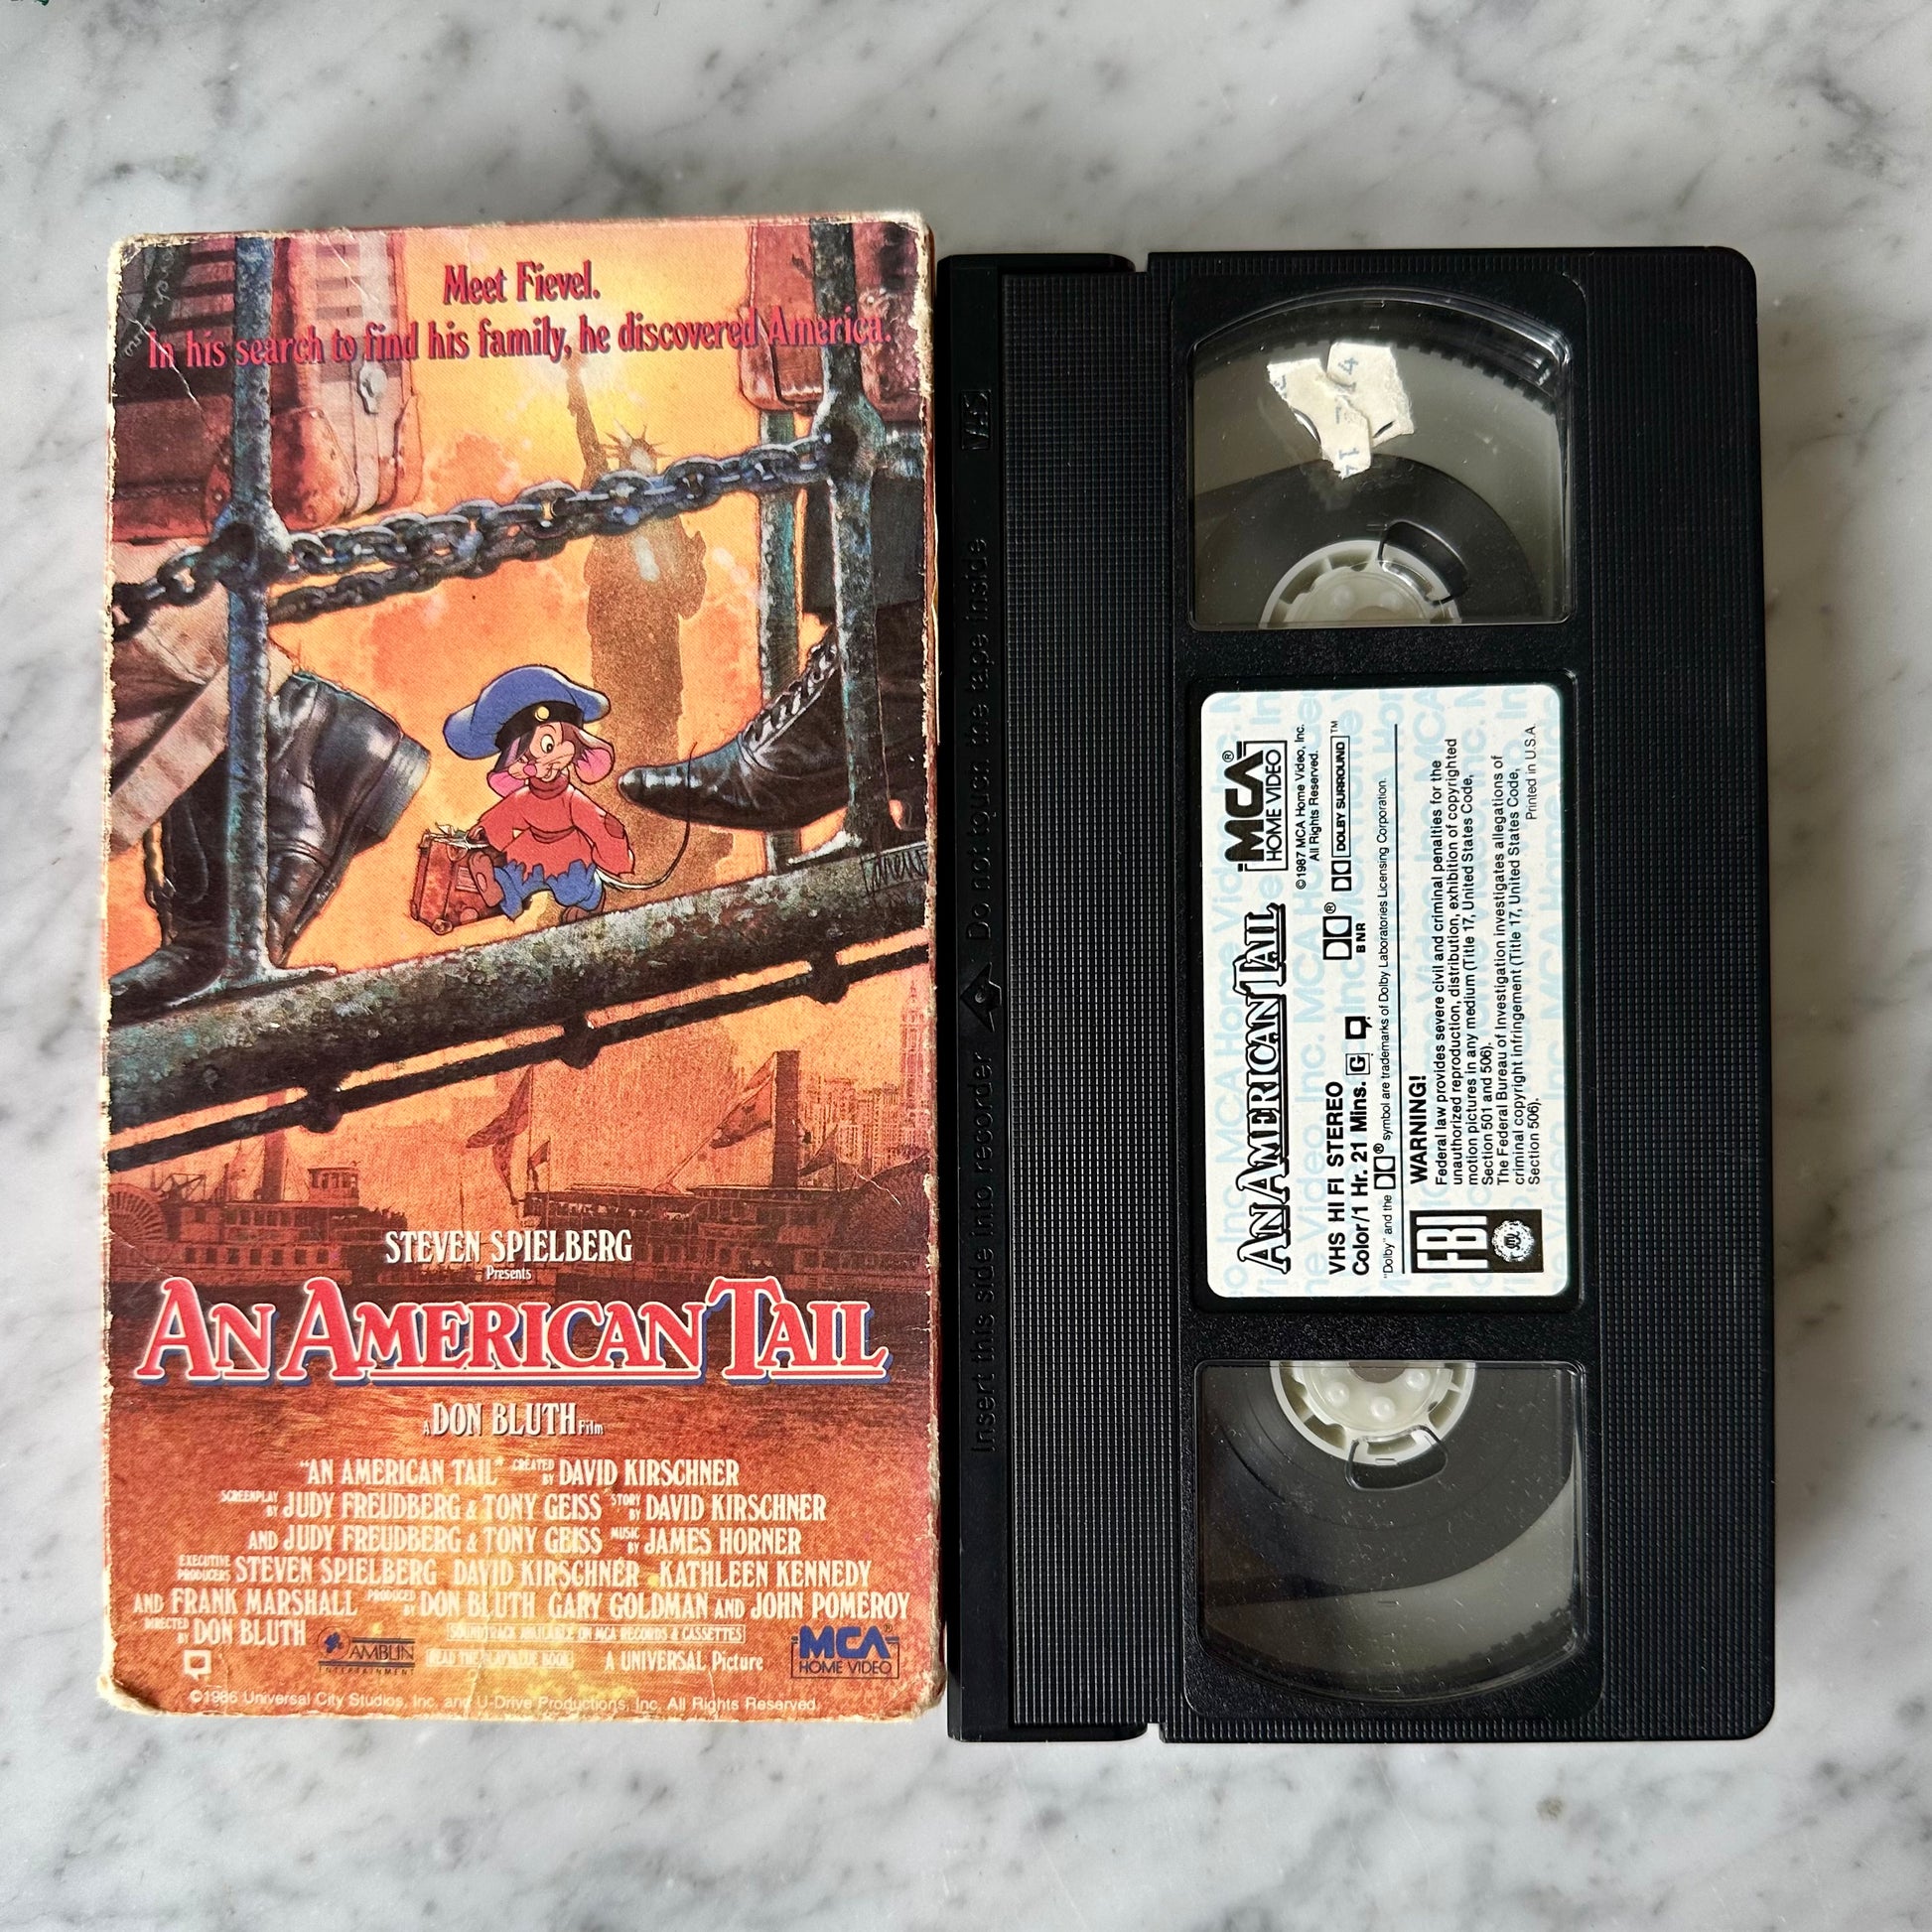 Meet Fievel.
In his search to find his family, he discovered America.
STEVEN SPIELBERG
Presents
AN AMERICAN TAIL
A DON BLUTH Film
"AN AMERICAN TAIL" CREATED BY DAVID KIRSCHNER
SCREENPLAY BY JUDY FREUDBERG & TONY GEISS STORY BY DAVID KIRSCHNER
AND JUDY FREUDBERG & TONY GEISS MUSIC BY JAMES HORNER
EXECUTIVE PRODUCERS STEVEN SPIELBERG DAVID KIRSCHNER KATHLEEN KENNEDY
AND FRANK MARSHALL PRODUCED BY DON BLUTH GARY GOLDMAN AND JOHN POMEROY
DIRECTED BY DON BLUTH
AMBLIN
ENTERTAINMENT
SOUNDTRACK AVAILABLE ON MCA RECORDS & CASSETTES
READ THE BOOK
A UNIVERSAL Picture
MCA®
HOME VIDEO
©1986 Universal City Studios, Inc. and U-Drive Productions, Inc. All Rights Reserved.
VHS
Insert this side into recorder
Do not touch the tape inside
AN AMERICAN TAIL
MCA®
HOME VIDEO
©1987 MCA Home Video, Inc.
All Rights Reserved.
VHS HI FI STEREO
Color/1 Hr. 21 Mins. G
®
B NR
DOLBY SURROUND™
"Dolby" and the ® symbol are trademarks of Dolby Laboratories Licensing Corporation.
FBI
WARNING!
Federal law provides severe civil and criminal penalties for the
unauthorized reproduction, distribution, exhibition of copyrighted
motion pictures in any medium (Title 17, United States Code,
Section 501 and 506).
The Federal Bureau of Investigation investigates allegations of
criminal copyright infringement (Title 17, United States Code,
Section 506).
Printed in U.S.A